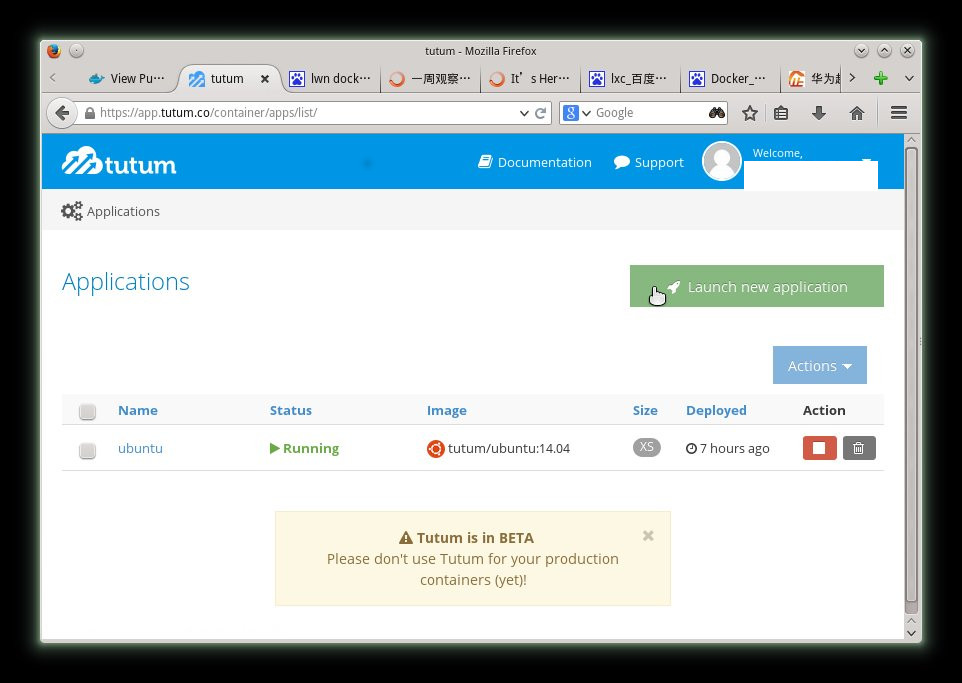 tutum - Mozilla Firefox
View Pu···
tutum
lwn dock···
一周观察···
It's Her···
lxc_百度···
Docker_···
华为
https://app.tutum.co/container/apps/list/
Google
tutum
Documentation
Support
Welcome,
Applications
Applications
Launch new application
Actions
Name Status Image Size Deployed Action
ubuntu Running tutum/ubuntu:14.04 XS 7 hours ago
Tutum is in BETA
Please don't use Tutum for your production
containers (yet)!